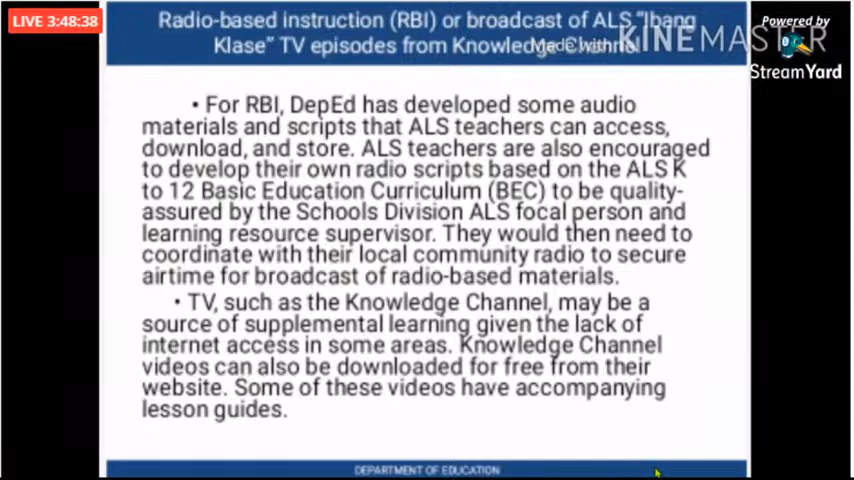 LIVE 3:48:38
Radio-based instruction (RBI) or broadcast of ALS "Ibang
Klase" TV episodes from Knowledge Channel
Made with
KINEMASTER
Powered by
StreamYard
• For RBI, DepEd has developed some audio
materials and scripts that ALS teachers can access,
download, and store. ALS teachers are also encouraged
to develop their own radio scripts based on the ALS K
to 12 Basic Education Curriculum (BEC) to be quality-
assured by the Schools Division ALS focal person and
learning resource supervisor. They would then need to
coordinate with their local community radio to secure
airtime for broadcast of radio-based materials.
• TV, such as the Knowledge Channel, may be a
source of supplemental learning given the lack of
internet access in some areas. Knowledge Channel
videos can also be downloaded for free from their
website. Some of these videos have accompanying
lesson guides.
DEPARTMENT OF EDUCATION